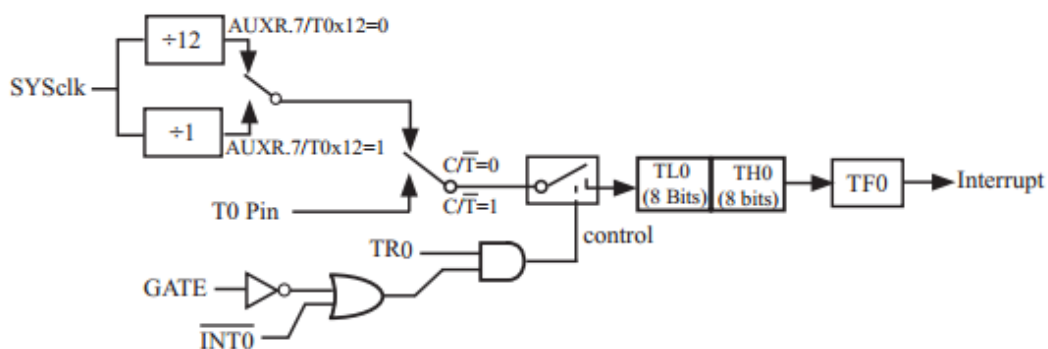 ÷12
AUXR.7/T0x12=0
SYSclk
÷1
AUXR.7/T0x12=1
C/T̅=0
C/T̅=1
T0 Pin
TL0
(8 Bits)
TH0
(8 bits)
TF0
Interrupt
control
TR0
GATE
I̅N̅T̅0̅